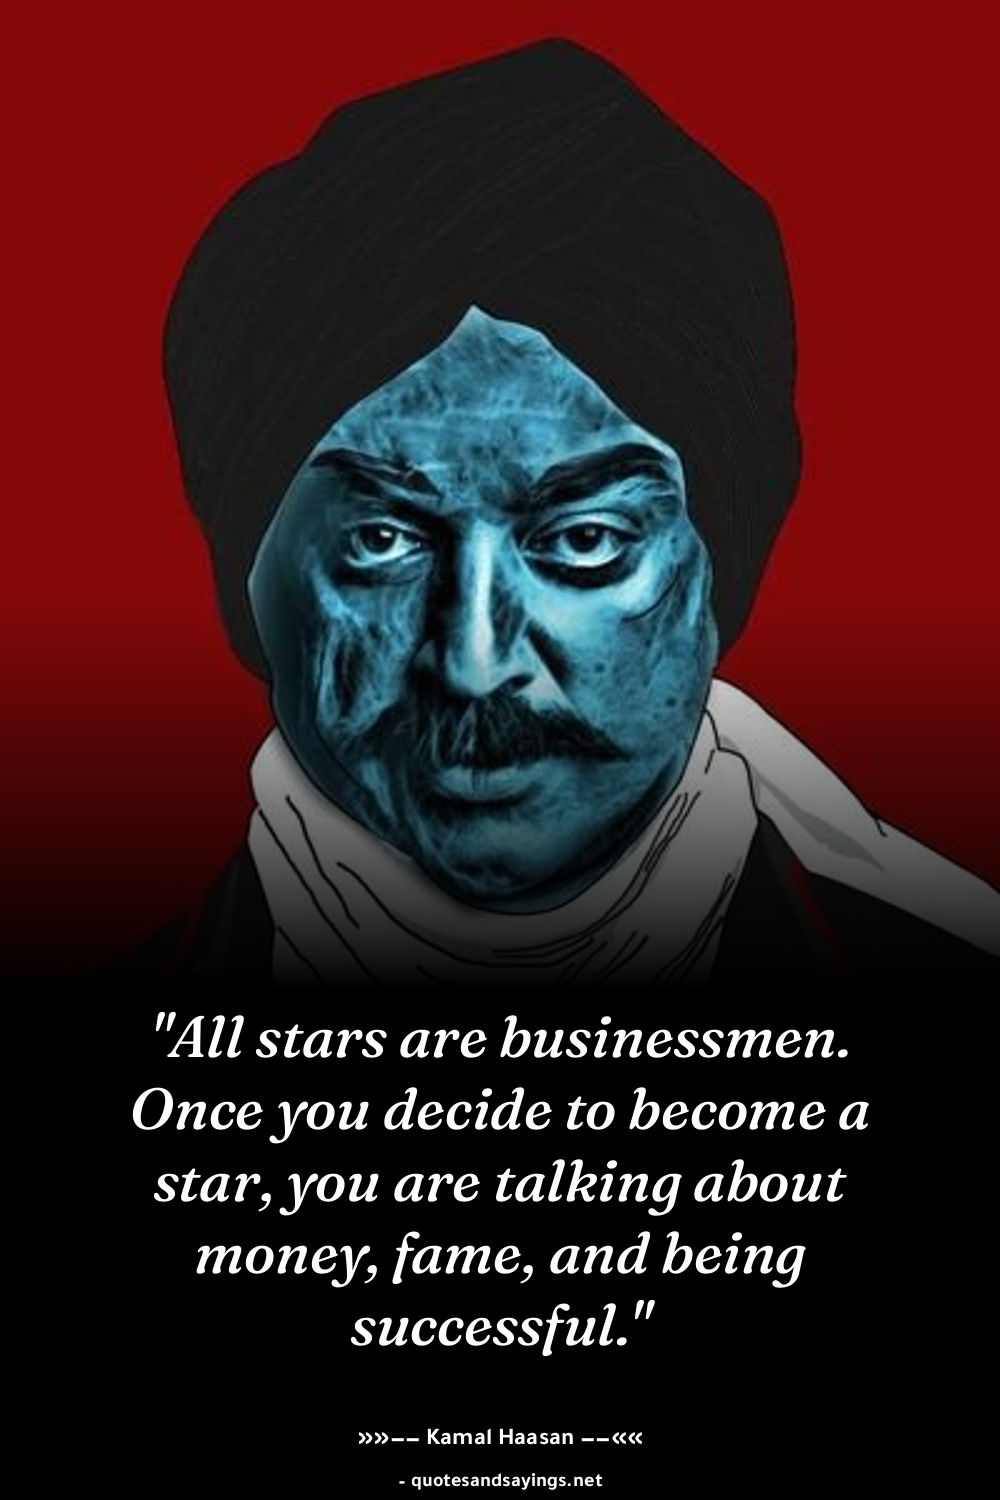 "All stars are businessmen.
Once you decide to become a
star, you are talking about
money, fame, and being
successful."
»»−− Kamal Haasan −−««
- quotesandsayings.net